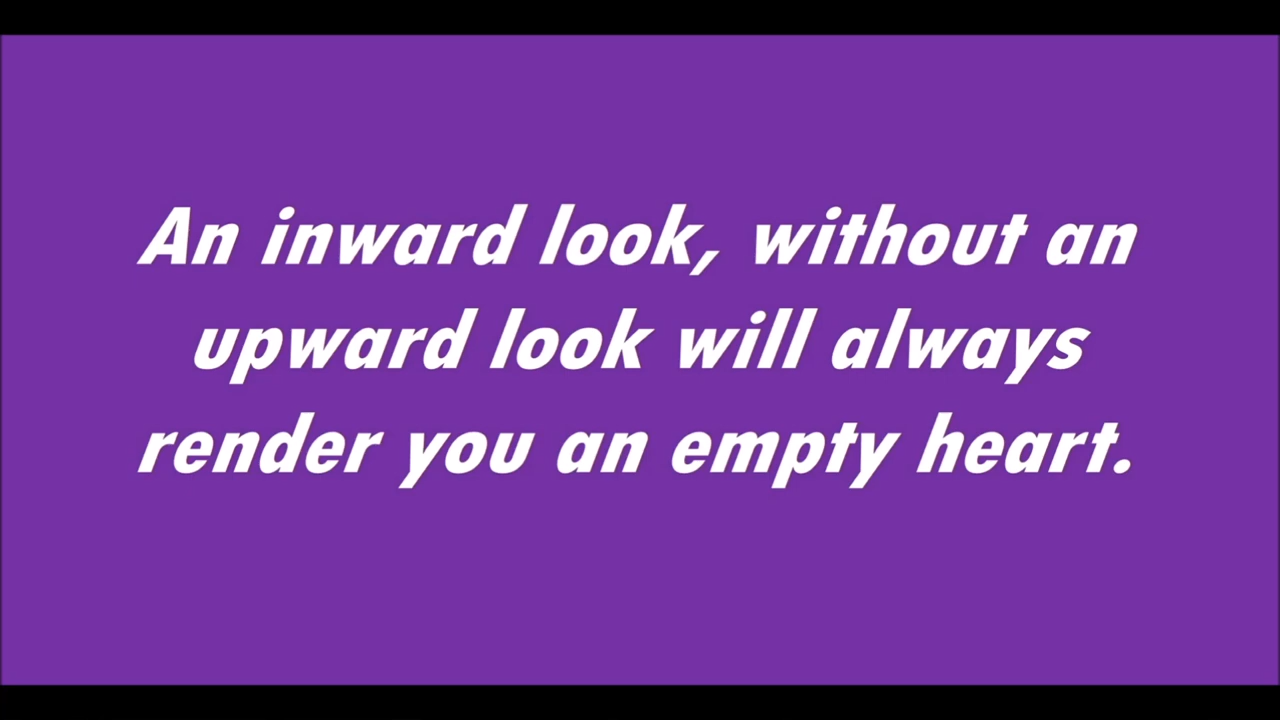 An inward look, without an
upward look will always
render you an empty heart.